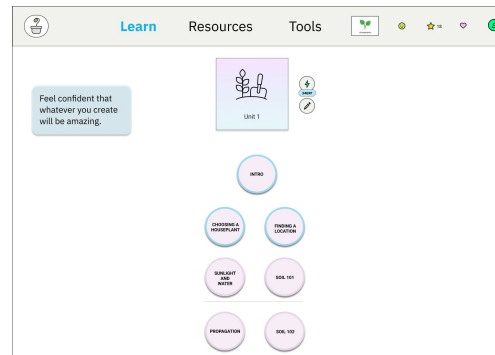 Learn
Resources
Tools
Feel confident that
whatever you create
will be amazing.
Unit 1
INTRO
CHOOSING A
HOUSEPLANT
FINDING A
LOCATION
SUNLIGHT
AND
WATER
SOIL 101
PROPAGATION
SOIL 102